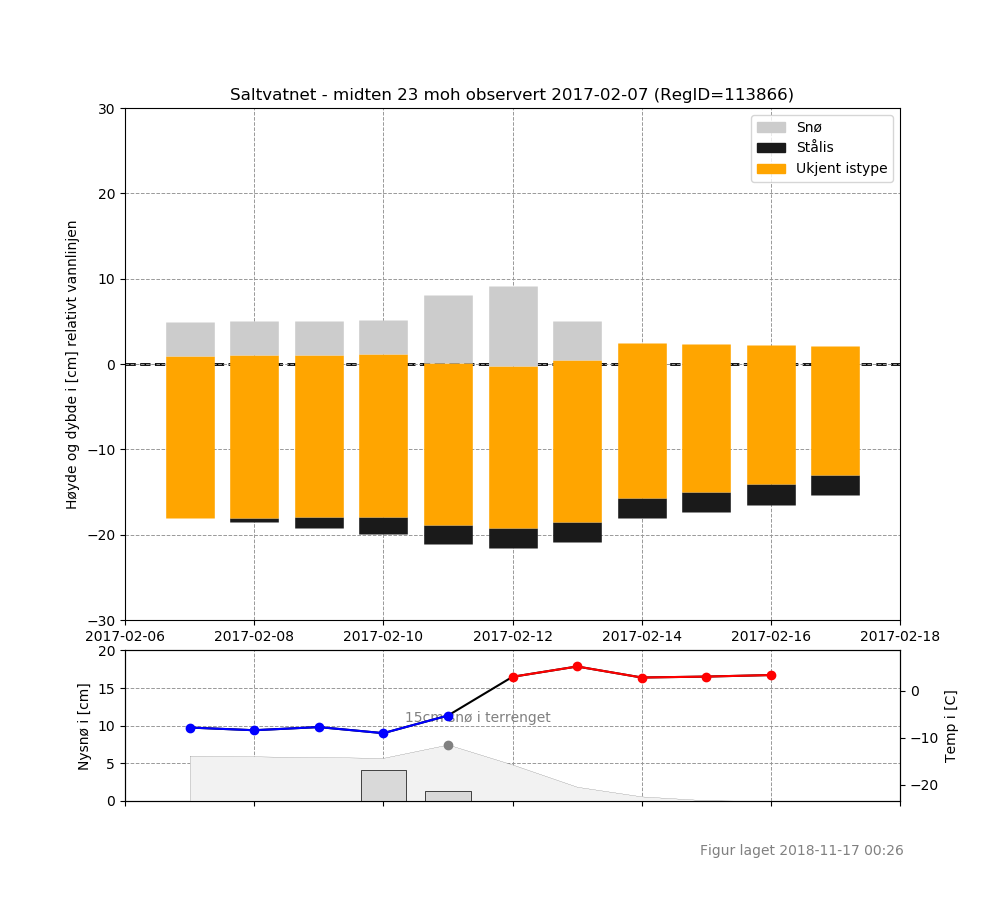 Saltvatnet - midten 23 moh observert 2017-02-07 (RegID=113866)
Høyde og dybde i [cm] relativt vannlinjen
30
20
10
0
−10
−20
−30
Snø
Stålis
Ukjent istype
2017-02-06 2017-02-08 2017-02-10 2017-02-12 2017-02-14 2017-02-16 2017-02-18
Nysnø i [cm]
20
15
10
5
0
15cm snø i terrenget
0
−10
−20
Temp i [C]
Figur laget 2018-11-17 00:26